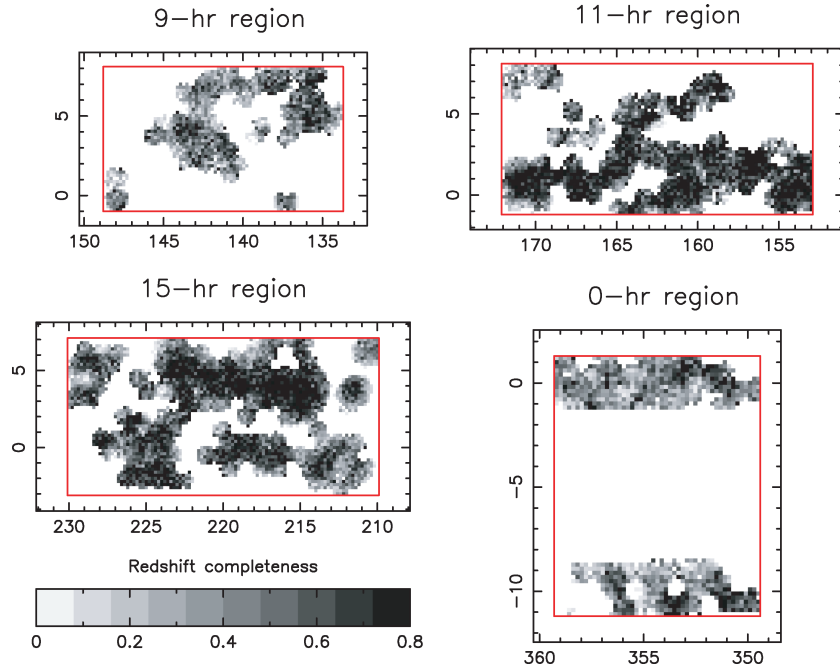 9-hr region
11-hr region
5
0
150 145 140 135
5
0
170 165 160 155
15-hr region
0-hr region
5
0
230 225 220 215 210
0
−5
−10
360 355 350
Redshift completeness
0 0.2 0.4 0.6 0.8